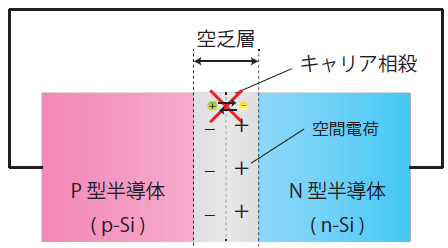 空乏層
キャリア相殺
+ −
− +
空間電荷
− +
P 型半導体
( p-Si )
N 型半導体
( n-Si )
− +